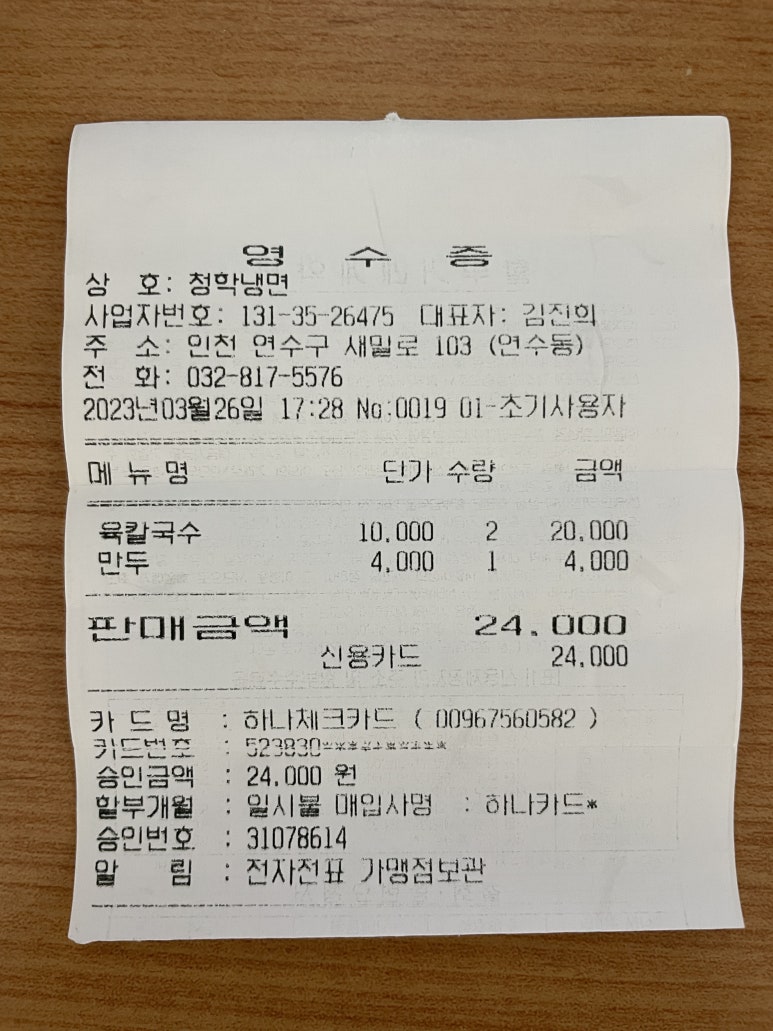 영 수 증
상 호: 청학냉면
사업자번호: 131-35-26475 대표자: 김진희
주 소: 인천 연수구 새말로 103 (연수동)
전 화: 032-817-5576
2023년03월26일 17:28 No:0019 01-초기사용자
메 뉴 명 단가 수량 금액
육칼국수 10,000 2 20,000
만두 4,000 1 4,000
판매금액 24.000
신용카드 24,000
카 드 명 : 하나체크카드 ( 00967560582 )
카드번호 : 523830**********
승인금액 : 24,000 원
할부개월 : 일시불 매입사명 : 하나카드*
승인번호 : 31078614
알 림 : 전자전표 가맹점보관